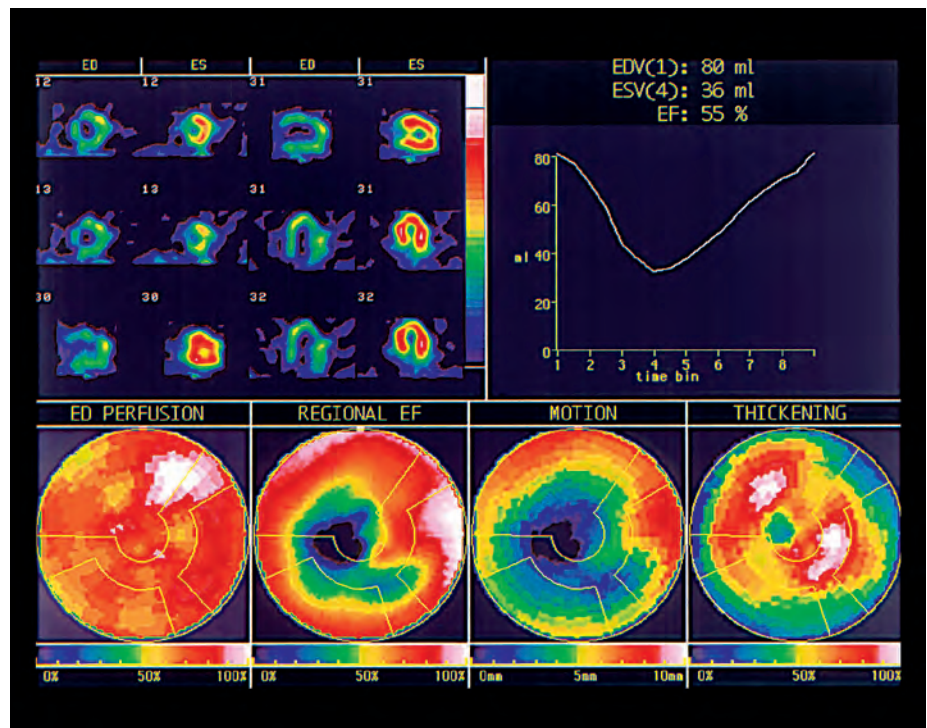 ED ES ED ES
12 12 31 31
13 13 31 31
30 30 32 32
EDV(1): 80 ml
ESV(4): 36 ml
EF: 55 %
80
60
ml 40
20
0
1 2 3 4 5 6 7 8
time bin
ED PERFUSION REGIONAL EF MOTION THICKENING
0% 50% 100% 0% 50% 100% 0mm 5mm 10mm 0% 50% 100%